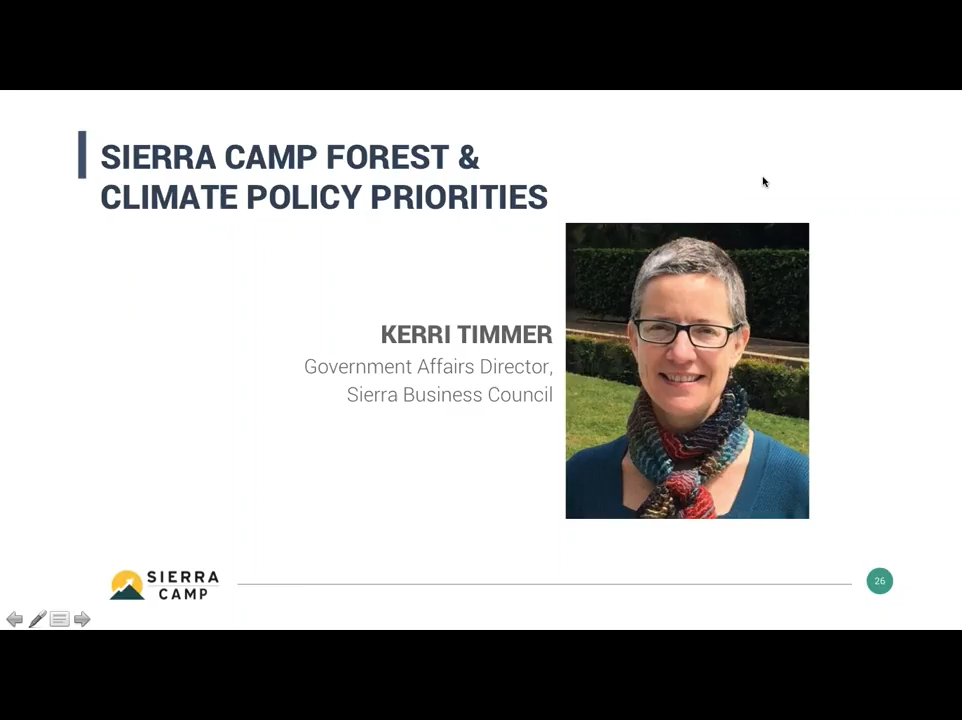 SIERRA CAMP FOREST &
CLIMATE POLICY PRIORITIES
KERRI TIMMER
Government Affairs Director,
Sierra Business Council
SIERRA
CAMP
26